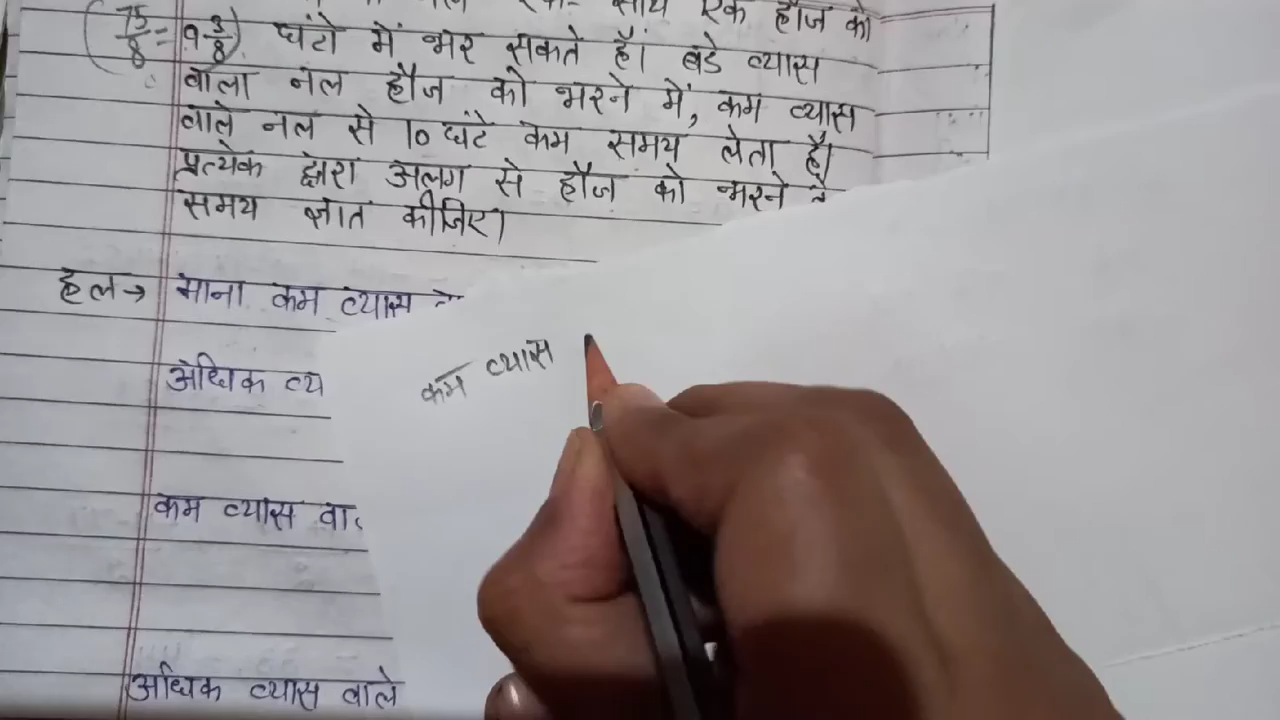 एक हौज को
(75/8 = 9 3/8) घंटो में भर सकते हैं। बडे व्यास
वाला नल हौज को भरने में, कम व्यास
वाले नल से 10 घंटे कम समय लेता है।
प्रत्येक द्वारा अलग से हौज को भरने
समय ज्ञात कीजिए।
हल→ माना कम व्यास
कम व्यास
अधिक व्य
कम व्यास वा
अधिक व्यास वाले